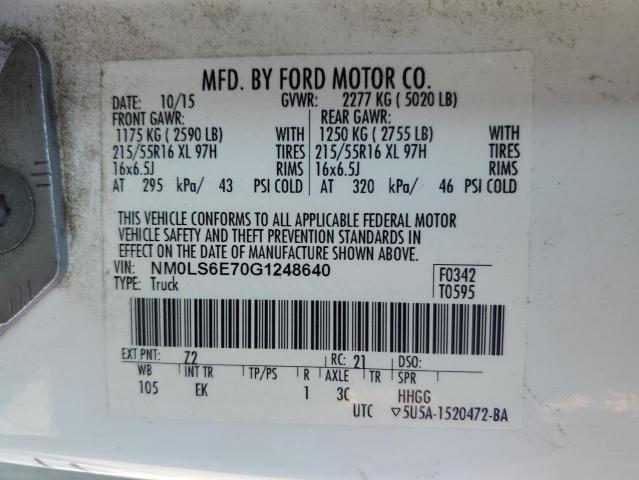 MFD. BY FORD MOTOR CO.
DATE: 10/15 GVWR: 2277 KG ( 5020 LB)
FRONT GAWR: REAR GAWR:
1175 KG ( 2590 LB) WITH 1250 KG ( 2755 LB) WITH
215/55R16 XL 97H TIRES 215/55R16 XL 97H TIRES
16x6.5J RIMS 16x6.5J RIMS
AT 295 kPa/ 43 PSI COLD AT 320 kPa/ 46 PSI COLD
THIS VEHICLE CONFORMS TO ALL APPLICABLE FEDERAL MOTOR
VEHICLE SAFETY AND THEFT PREVENTION STANDARDS IN
EFFECT ON THE DATE OF MANUFACTURE SHOWN ABOVE.
VIN: NM0LS6E70G1248640 F0342
TYPE: Truck T0595
EXT PNT: Z2 RC: 21 DSO:
WB INT TR TP/PS R AXLE TR SPR
105 EK 1 3C HHGG
UTC ▽5U5A-1520472-BA